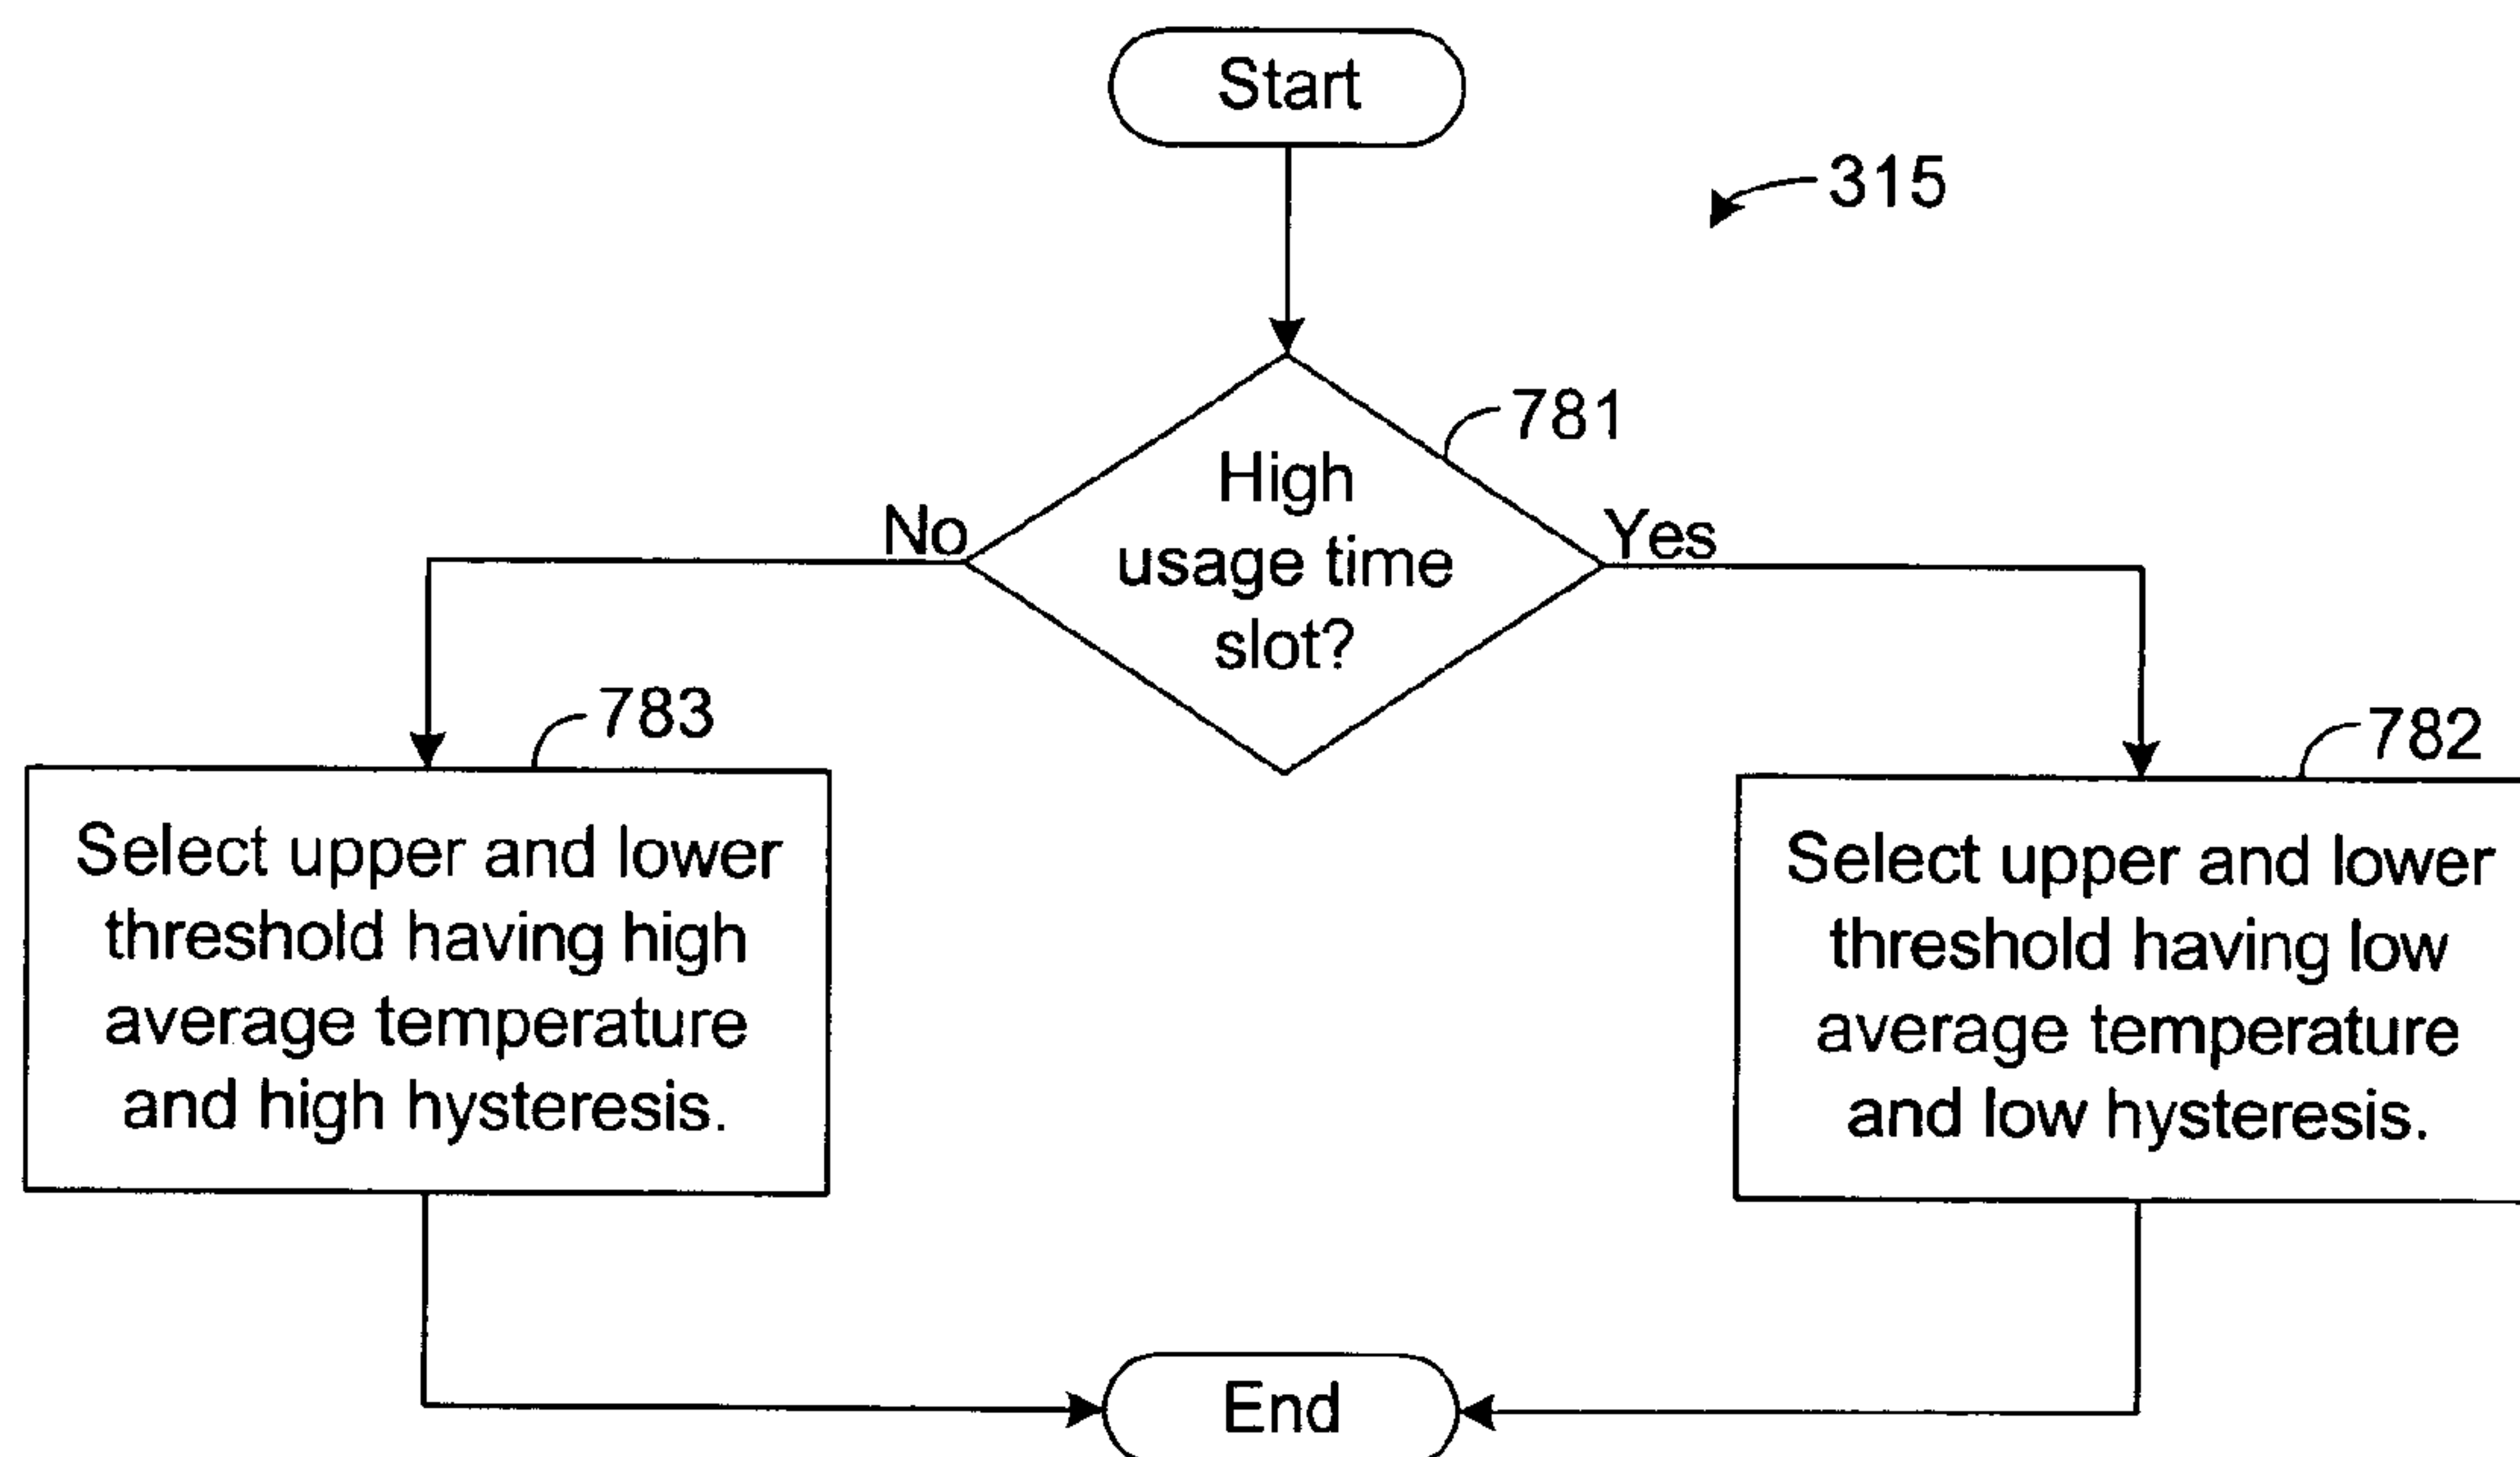 Start
315
781
High
usage time
slot?
No
Yes
783
782
Select upper and lower
threshold having high
average temperature
and high hysteresis.
Select upper and lower
threshold having low
average temperature
and low hysteresis.
End